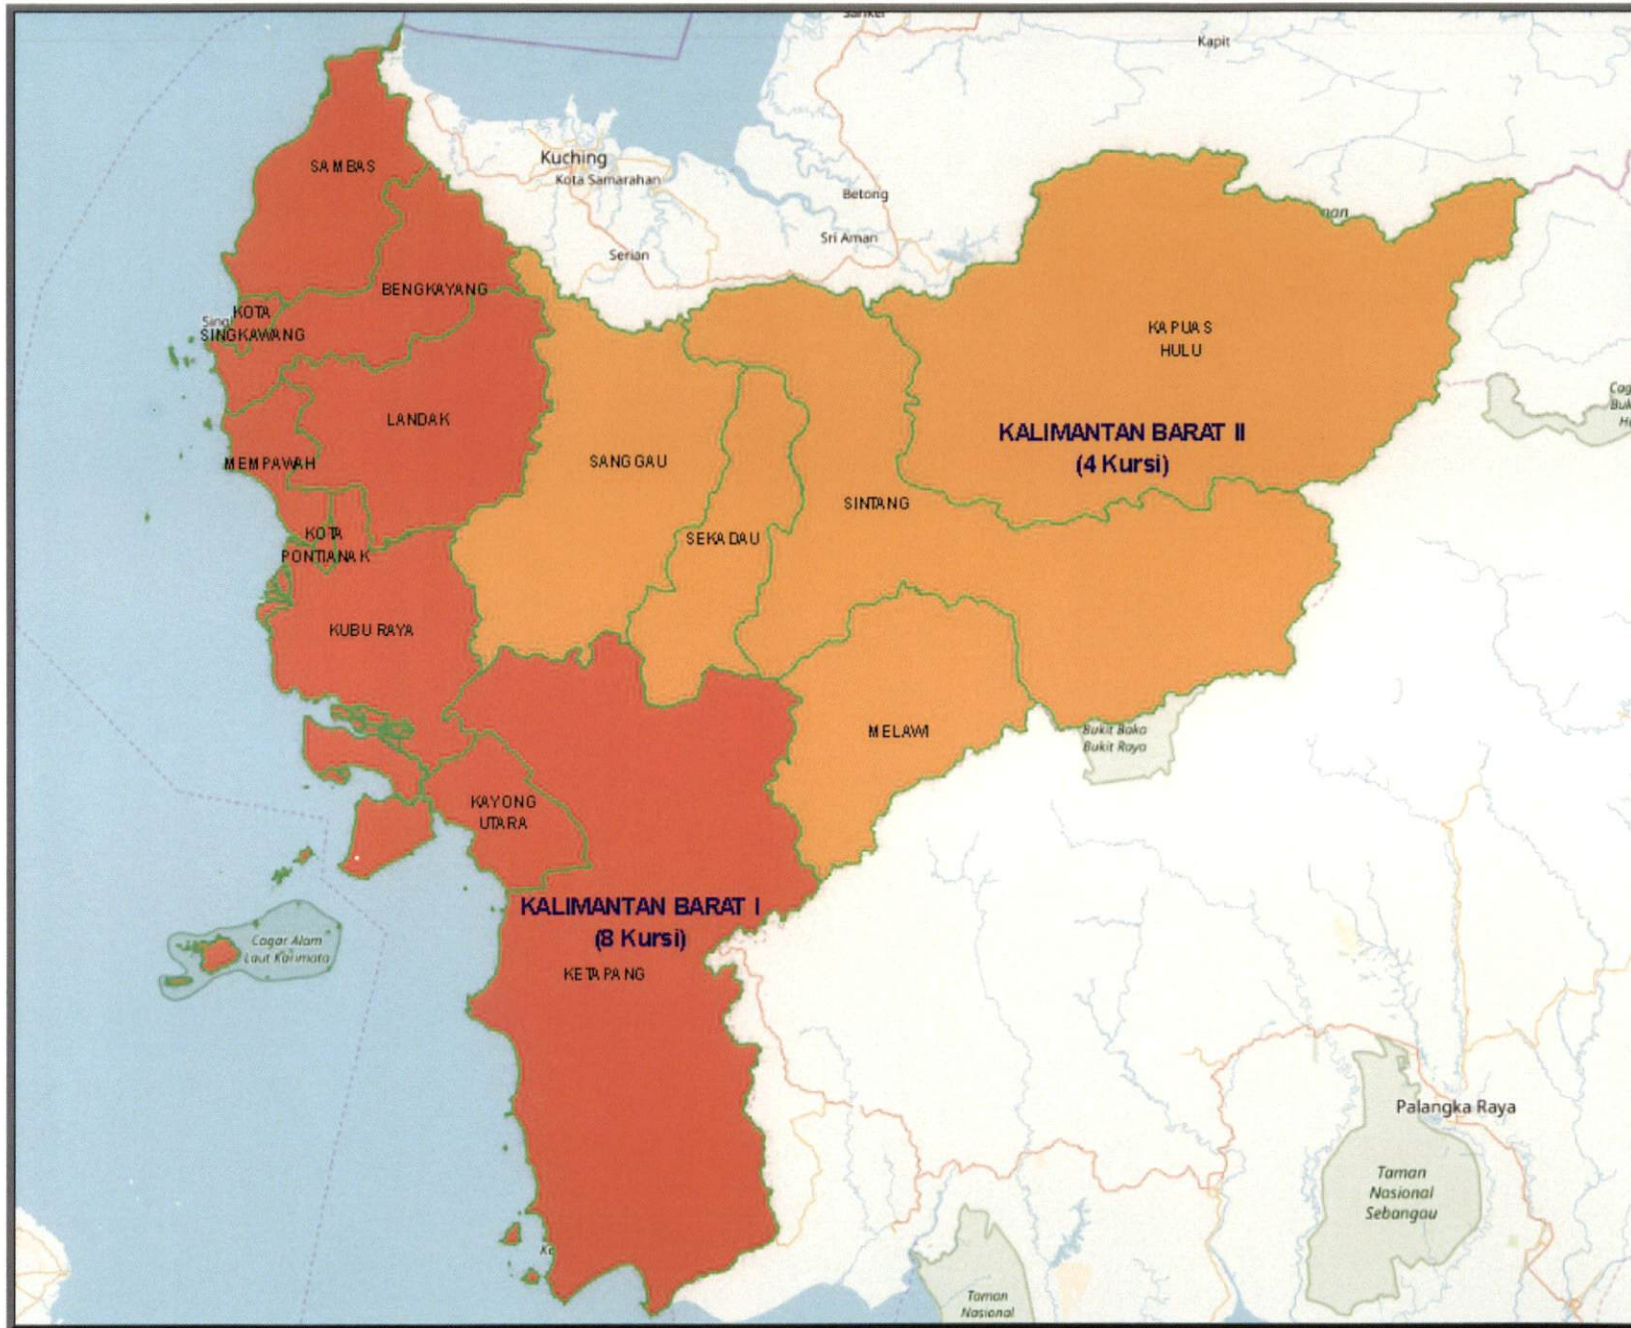 Kapit
SAMBAS
Kuching
Kota Samarahan
Betong
Sri Aman
Serian
BENGKAYANG
KOTA
SINGKAWANG
KAPUAS
HULU
LANDAK
KALIMANTAN BARAT II
(4 Kursi)
MEMPAWAH
SANGGAU
SINTANG
KOTA
PONTIANAK
SEKADAU
KUBU RAYA
MELAWI
Bukit Baka
Bukit Raya
KAYONG
UTARA
KALIMANTAN BARAT I
(8 Kursi)
Cagar Alam
Laut Karimata
KETAPANG
Palangka Raya
Taman
Nasional
Sebangau
Taman
Nasional